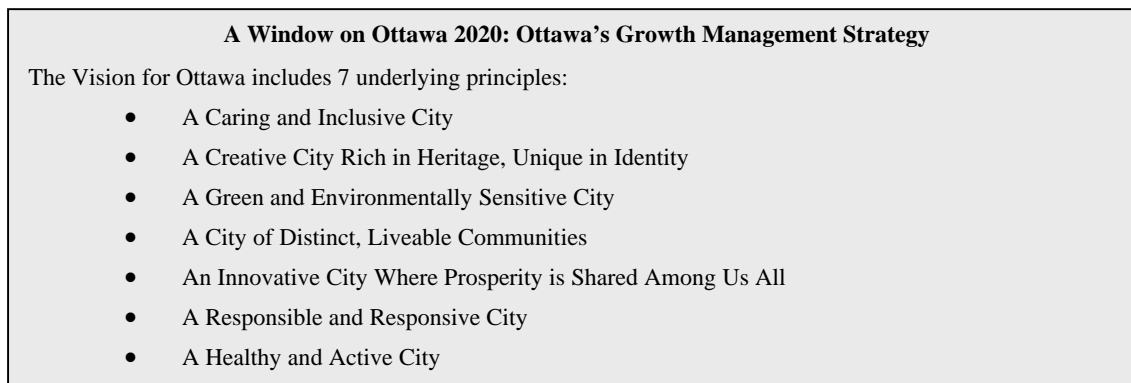 A Window on Ottawa 2020: Ottawa’s Growth Management Strategy
The Vision for Ottawa includes 7 underlying principles:
• A Caring and Inclusive City
• A Creative City Rich in Heritage, Unique in Identity
• A Green and Environmentally Sensitive City
• A City of Distinct, Liveable Communities
• An Innovative City Where Prosperity is Shared Among Us All
• A Responsible and Responsive City
• A Healthy and Active City